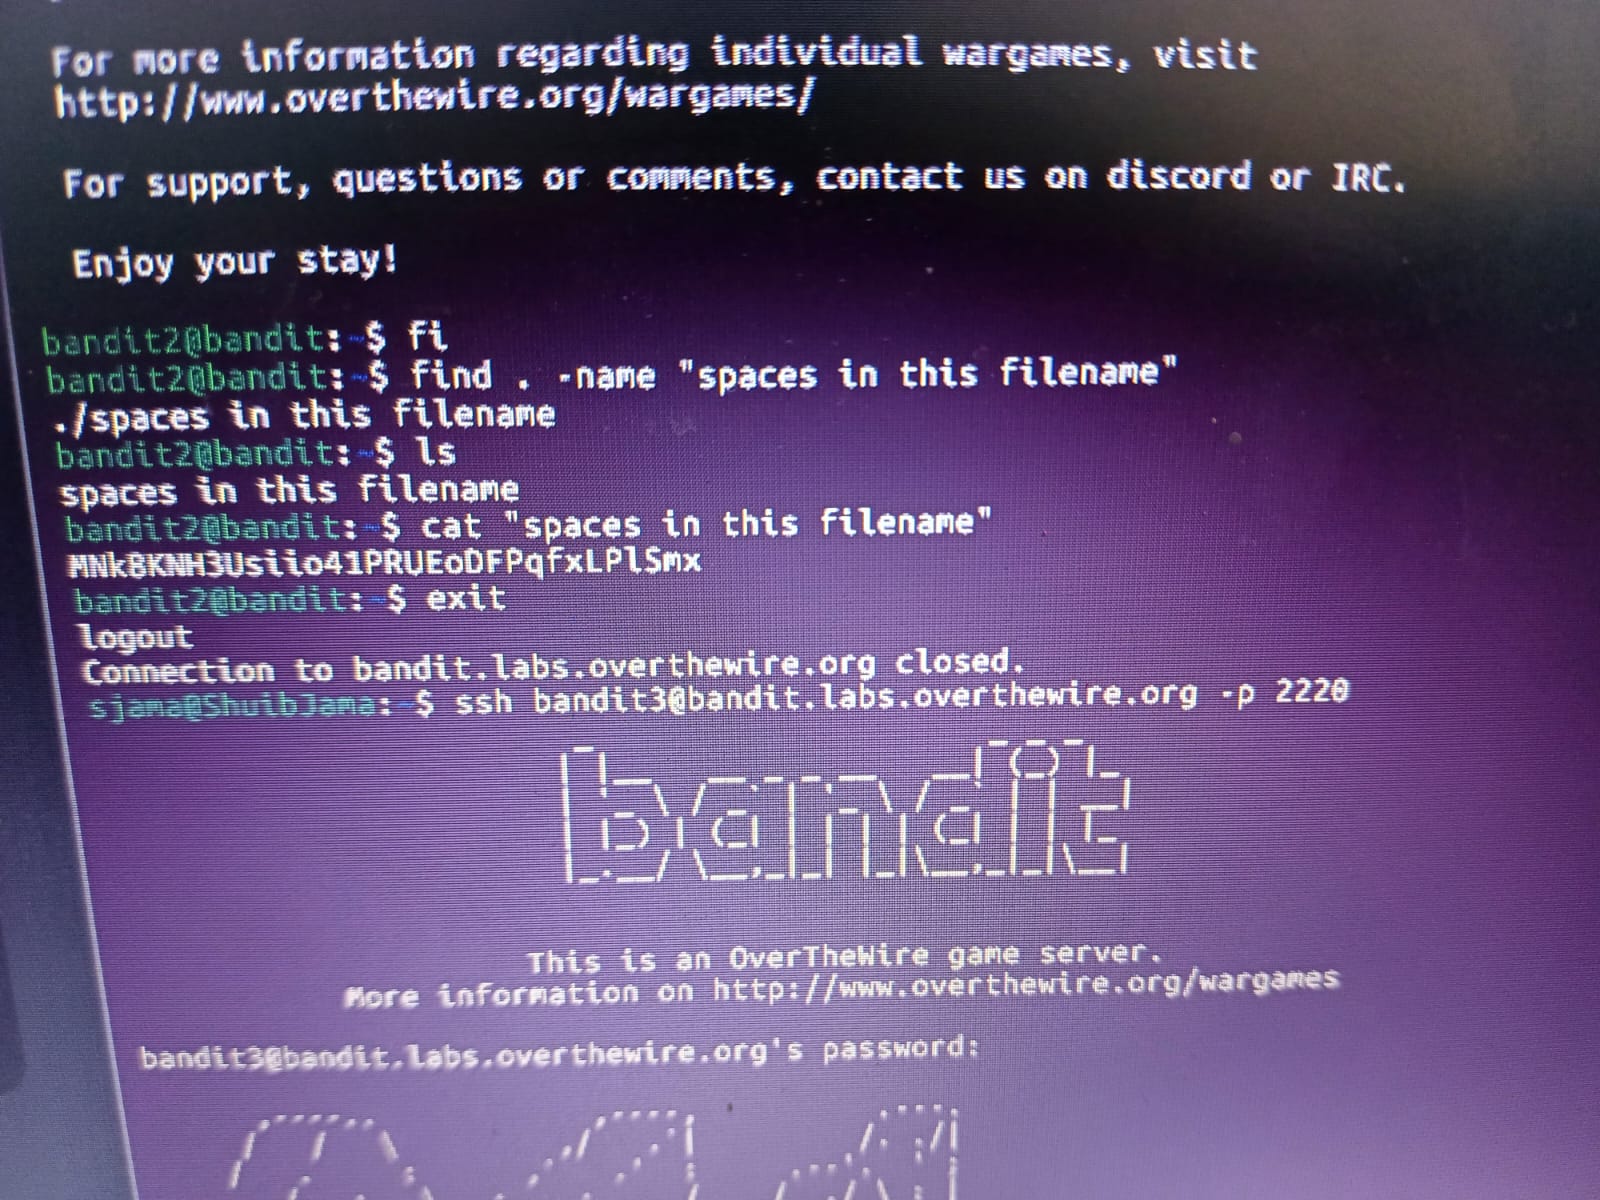 For more information regarding individual wargames, visit
http://www.overthewire.org/wargames/
For support, questions or comments, contact us on discord or IRC.
Enjoy your stay!
bandit2@bandit:~$ fi
bandit2@bandit:~$ find . -name "spaces in this filename"
./spaces in this filename
bandit2@bandit:~$ ls
spaces in this filename
bandit2@bandit:~$ cat "spaces in this filename"
MNk8KNH3Usiio41PRUEoDFPqfxLPlSmx
bandit2@bandit:~$ exit
logout
Connection to bandit.labs.overthewire.org closed.
sjama@ShuibJama:~$ ssh bandit3@bandit.labs.overthewire.org -p 2220
bandit
This is an OverTheWire game server.
More information on http://www.overthewire.org/wargames
bandit3@bandit.labs.overthewire.org's password: